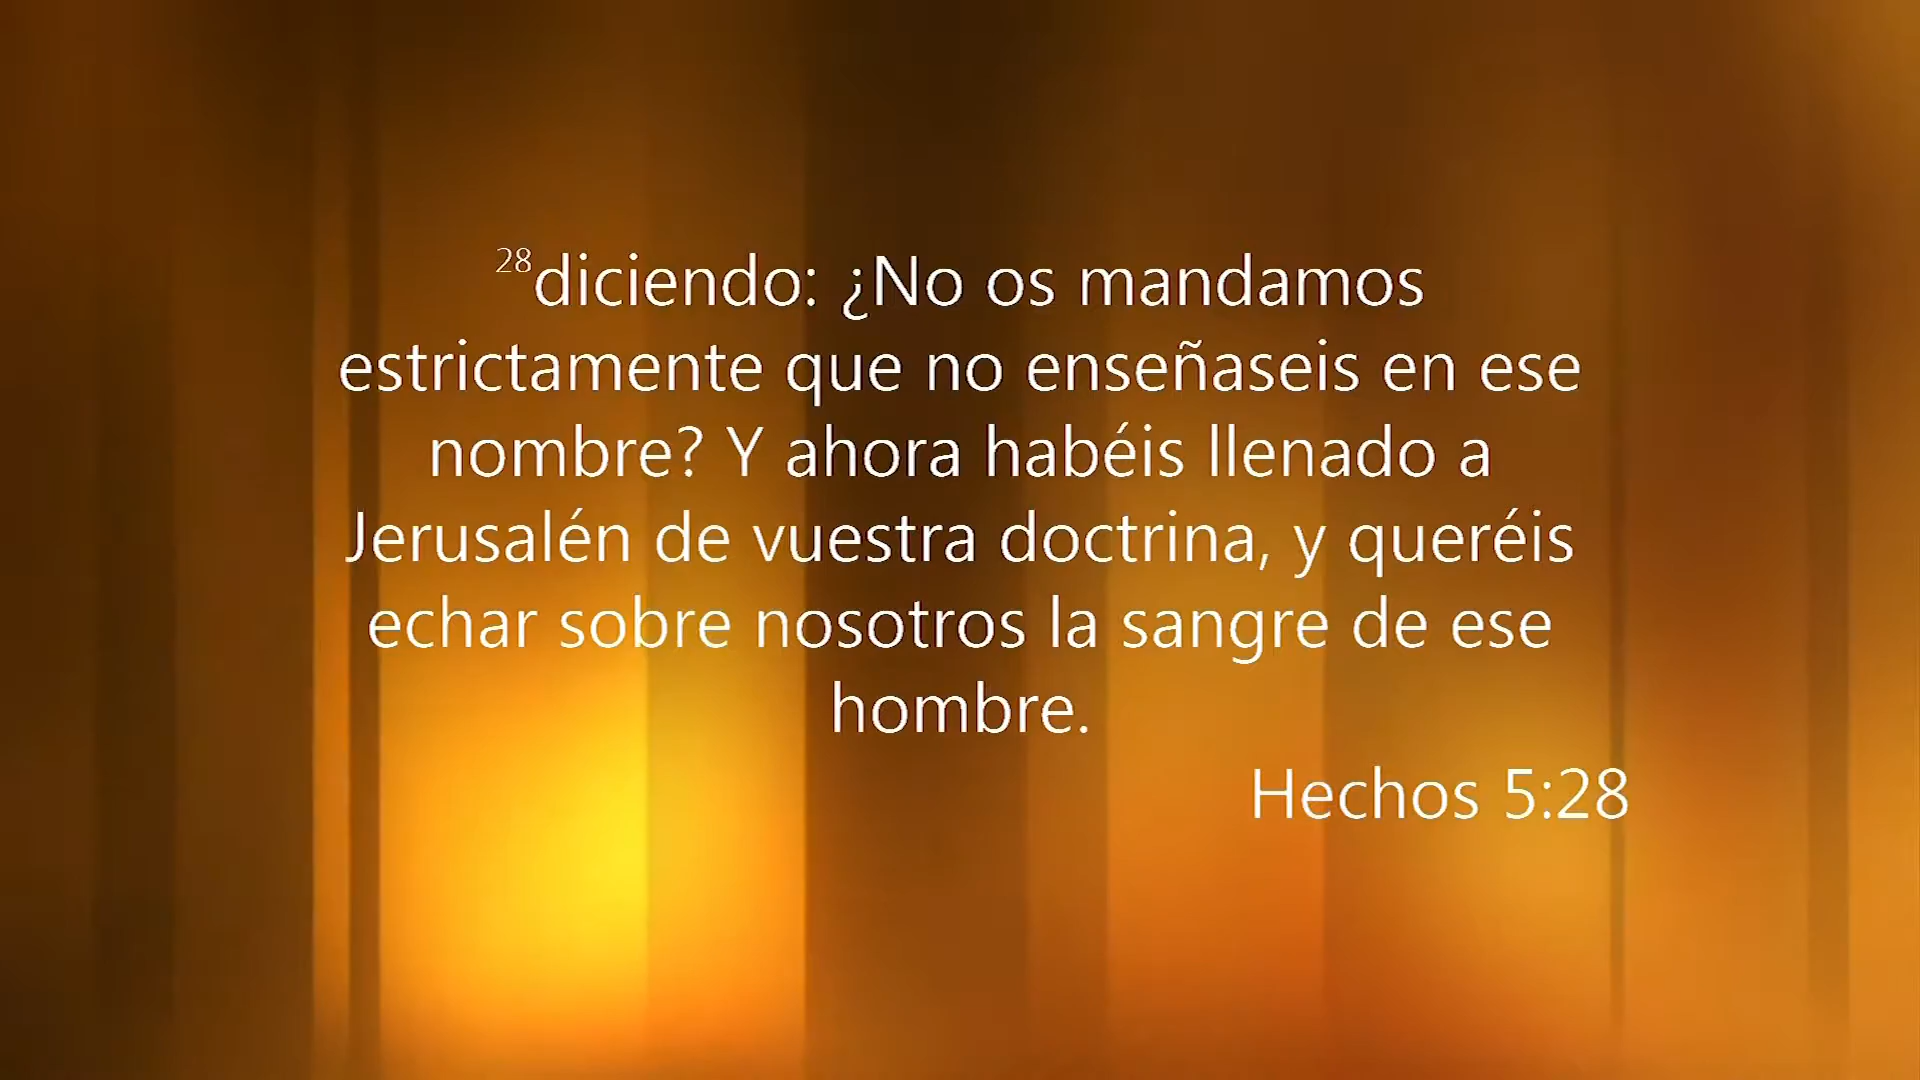 28diciendo: ¿No os mandamos
estrictamente que no enseñaseis en ese
nombre? Y ahora habéis llenado a
Jerusalén de vuestra doctrina, y queréis
echar sobre nosotros la sangre de ese
hombre.
Hechos 5:28